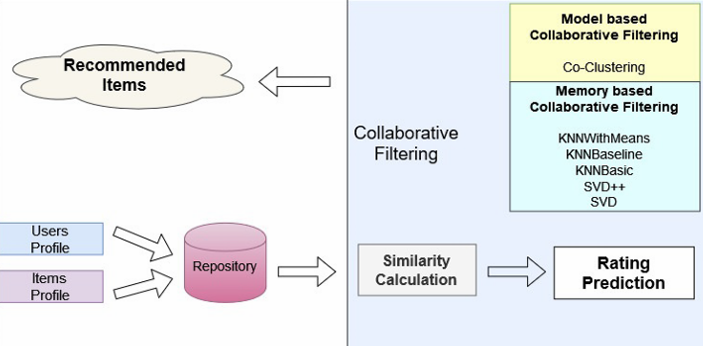 Recommended
Items
Users
Profile
Items
Profile
Repository
Collaborative
Filtering
Model based
Collaborative Filtering
Co-Clustering
Memory based
Collaborative Filtering
KNNWithMeans
KNNBaseline
KNNBasic
SVD++
SVD
Similarity
Calculation
Rating
Prediction